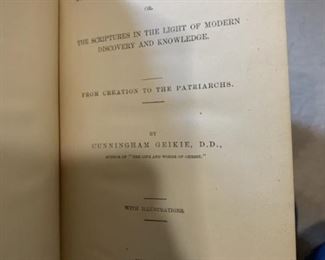 OR,
THE SCRIPTURES IN THE LIGHT OF MODERN
DISCOVERY AND KNOWLEDGE.
FROM CREATION TO THE PATRIARCHS.
BY
CUNNINGHAM GEIKIE, D.D.,
AUTHOR OF "THE LIFE AND WORDS OF CHRIST."
WITH ILLUSTRATIONS.